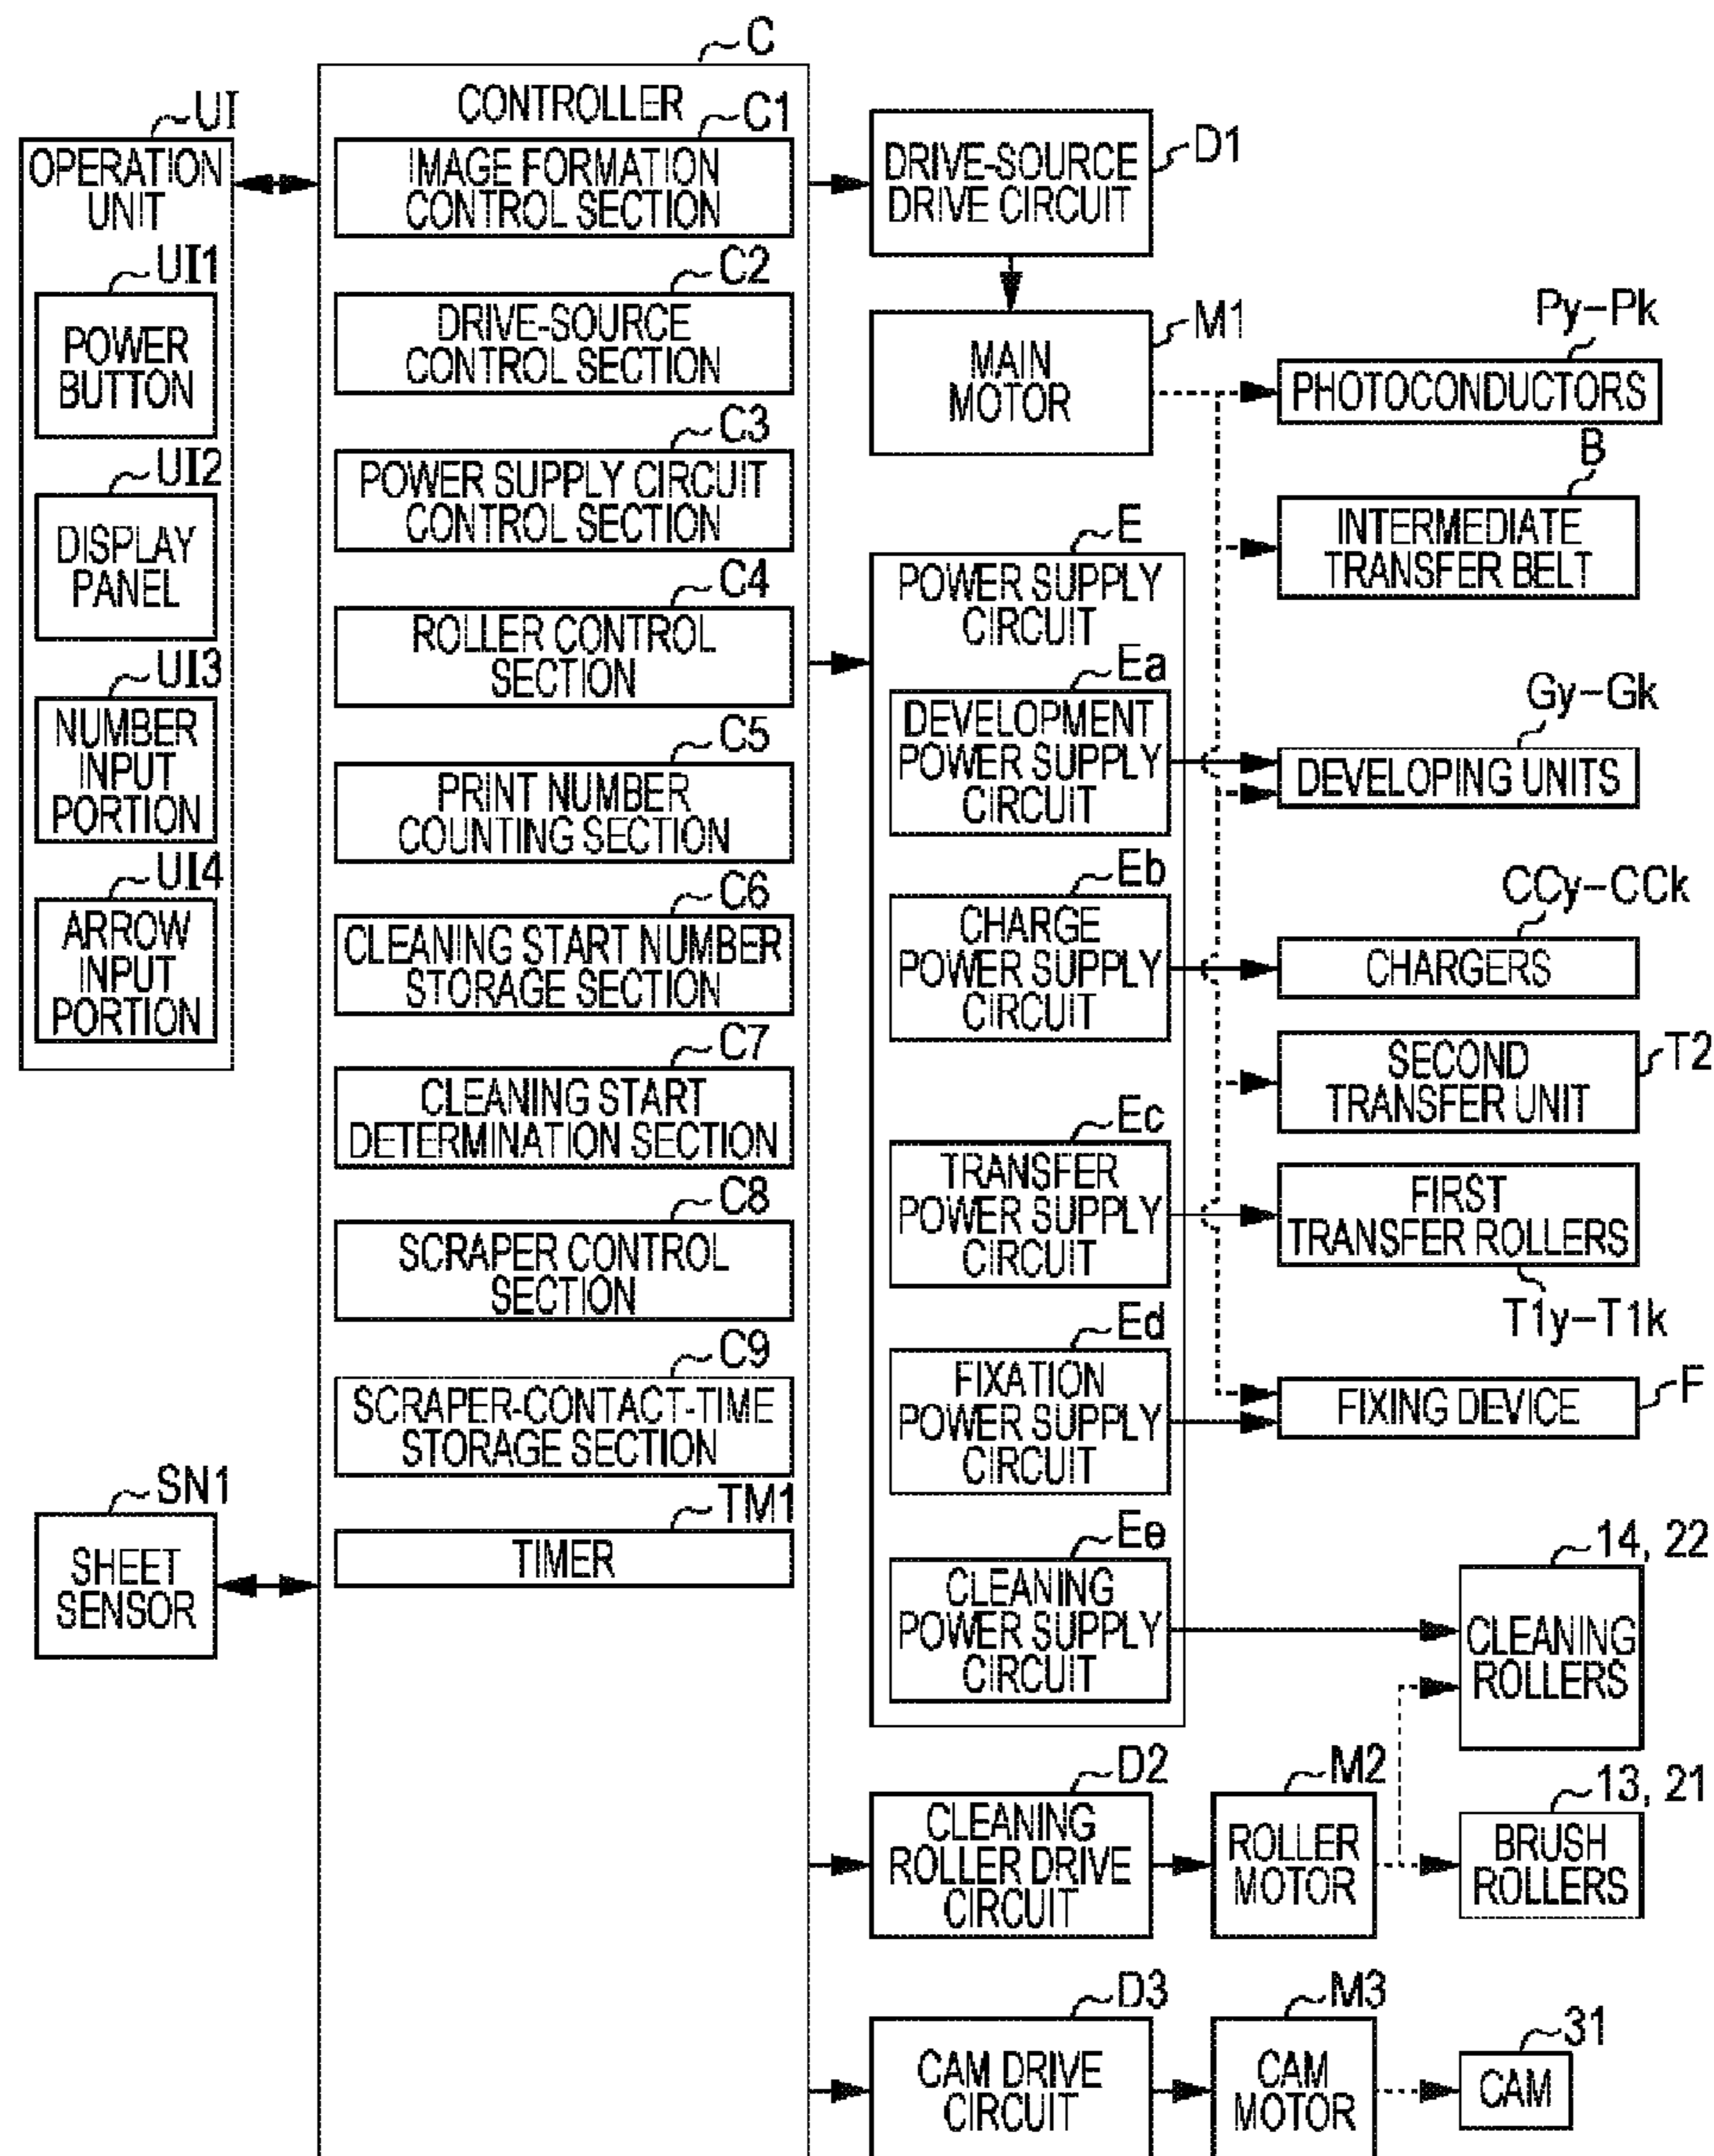 C
CONTROLLER
UI
OPERATION
UNIT
UI1
POWER
BUTTON
UI2
DISPLAY
PANEL
UI3
NUMBER
INPUT
PORTION
UI4
ARROW
INPUT
PORTION
SN1
SHEET
SENSOR
C1
IMAGE FORMATION
CONTROL SECTION
C2
DRIVE-SOURCE
CONTROL SECTION
C3
POWER SUPPLY CIRCUIT
CONTROL SECTION
C4
ROLLER CONTROL
SECTION
C5
PRINT NUMBER
COUNTING SECTION
C6
CLEANING START NUMBER
STORAGE SECTION
C7
CLEANING START
DETERMINATION SECTION
C8
SCRAPER CONTROL
SECTION
C9
SCRAPER-CONTACT-TIME
STORAGE SECTION
TM1
TIMER
D1
DRIVE-SOURCE
DRIVE CIRCUIT
M1
MAIN
MOTOR
E
POWER SUPPLY
CIRCUIT
Ea
DEVELOPMENT
POWER SUPPLY
CIRCUIT
Eb
CHARGE
POWER SUPPLY
CIRCUIT
Ec
TRANSFER
POWER SUPPLY
CIRCUIT
Ed
FIXATION
POWER SUPPLY
CIRCUIT
Ee
CLEANING
POWER SUPPLY
CIRCUIT
Py-Pk
PHOTOCONDUCTORS
B
INTERMEDIATE
TRANSFER BELT
Gy-Gk
DEVELOPING UNITS
CCy-CCk
CHARGERS
T2
SECOND
TRANSFER UNIT
FIRST
TRANSFER ROLLERS
T1y-T1k
F
FIXING DEVICE
14, 22
CLEANING
ROLLERS
D2
CLEANING
ROLLER DRIVE
CIRCUIT
M2
ROLLER
MOTOR
13, 21
BRUSH
ROLLERS
D3
CAM DRIVE
CIRCUIT
M3
CAM
MOTOR
31
CAM